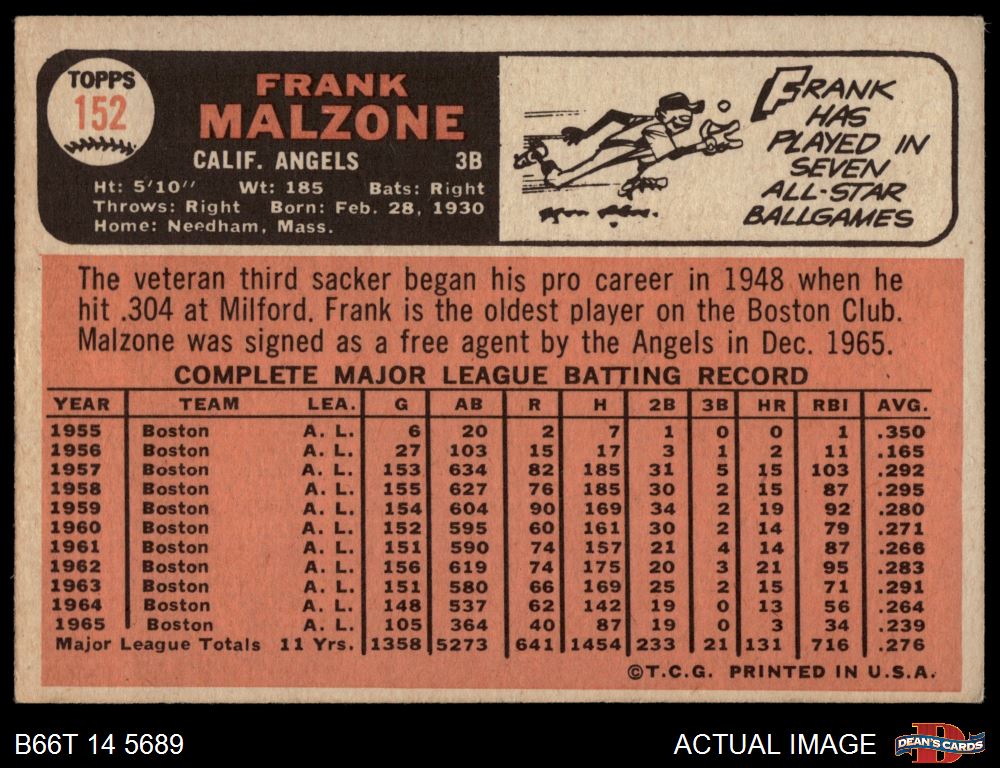 TOPPS
152
FRANK
MALZONE
CALIF. ANGELS 3B
Ht: 5'10" Wt: 185 Bats: Right
Throws: Right Born: Feb. 28, 1930
Home: Needham, Mass.
FRANK
HAS
PLAYED IN
SEVEN
ALL-STAR
BALLGAMES
The veteran third sacker began his pro career in 1948 when he
hit .304 at Milford. Frank is the oldest player on the Boston Club.
Malzone was signed as a free agent by the Angels in Dec. 1965.
COMPLETE MAJOR LEAGUE BATTING RECORD
YEAR TEAM LEA. G AB R H 2B 3B HR RBI AVG.
1955 Boston A. L. 6 20 2 7 1 0 0 1 .350
1956 Boston A. L. 27 103 15 17 3 1 2 11 .165
1957 Boston A. L. 153 634 82 185 31 5 15 103 .292
1958 Boston A. L. 155 627 76 185 30 2 15 87 .295
1959 Boston A. L. 154 604 90 169 34 2 19 92 .280
1960 Boston A. L. 152 595 60 161 30 2 14 79 .271
1961 Boston A. L. 151 590 74 157 21 4 14 87 .266
1962 Boston A. L. 156 619 74 175 20 3 21 95 .283
1963 Boston A. L. 151 580 66 169 25 2 15 71 .291
1964 Boston A. L. 148 537 62 142 19 0 13 56 .264
1965 Boston A. L. 105 364 40 87 19 0 3 34 .239
Major League Totals 11 Yrs. 1358 5273 641 1454 233 21 131 716 .276
©T.C.G. PRINTED IN U.S.A.
B66T 14 5689
ACTUAL IMAGE
DEAN'S CARDS